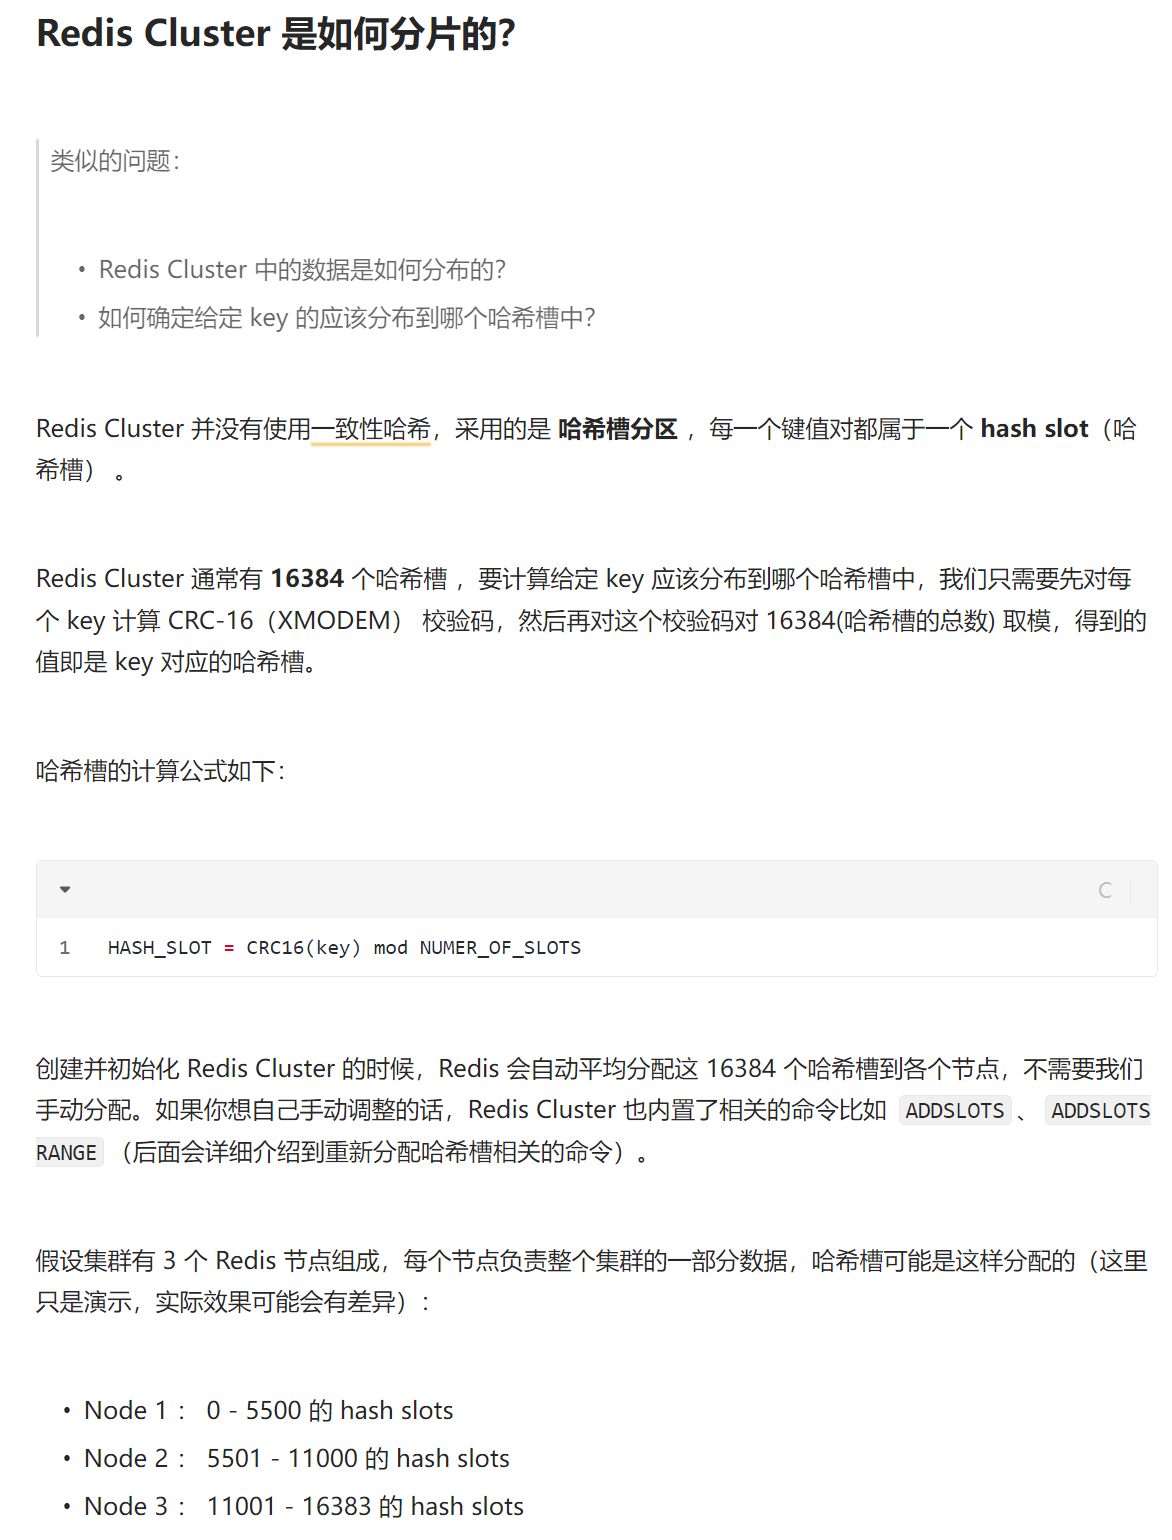 Redis Cluster 是如何分片的？
类似的问题：
• Redis Cluster 中的数据是如何分布的？
• 如何确定给定 key 的应该分布到哪个哈希槽中？
Redis Cluster 并没有使用一致性哈希，采用的是 哈希槽分区 ，每一个键值对都属于一个 hash slot（哈
希槽） 。
Redis Cluster 通常有 16384 个哈希槽 ，要计算给定 key 应该分布到哪个哈希槽中，我们只需要先对每
个 key 计算 CRC-16（XMODEM） 校验码，然后再对这个校验码对 16384(哈希槽的总数) 取模，得到的
值即是 key 对应的哈希槽。
哈希槽的计算公式如下：
C
1 HASH_SLOT = CRC16(key) mod NUMER_OF_SLOTS
创建并初始化 Redis Cluster 的时候，Redis 会自动平均分配这 16384 个哈希槽到各个节点，不需要我们
手动分配。如果你想自己手动调整的话，Redis Cluster 也内置了相关的命令比如 ADDSLOTS 、 ADDSLOTS
RANGE （后面会详细介绍到重新分配哈希槽相关的命令）。
假设集群有 3 个 Redis 节点组成，每个节点负责整个集群的一部分数据，哈希槽可能是这样分配的（这里
只是演示，实际效果可能会有差异）：
• Node 1 ： 0 - 5500 的 hash slots
• Node 2 ： 5501 - 11000 的 hash slots
• Node 3 ： 11001 - 16383 的 hash slots